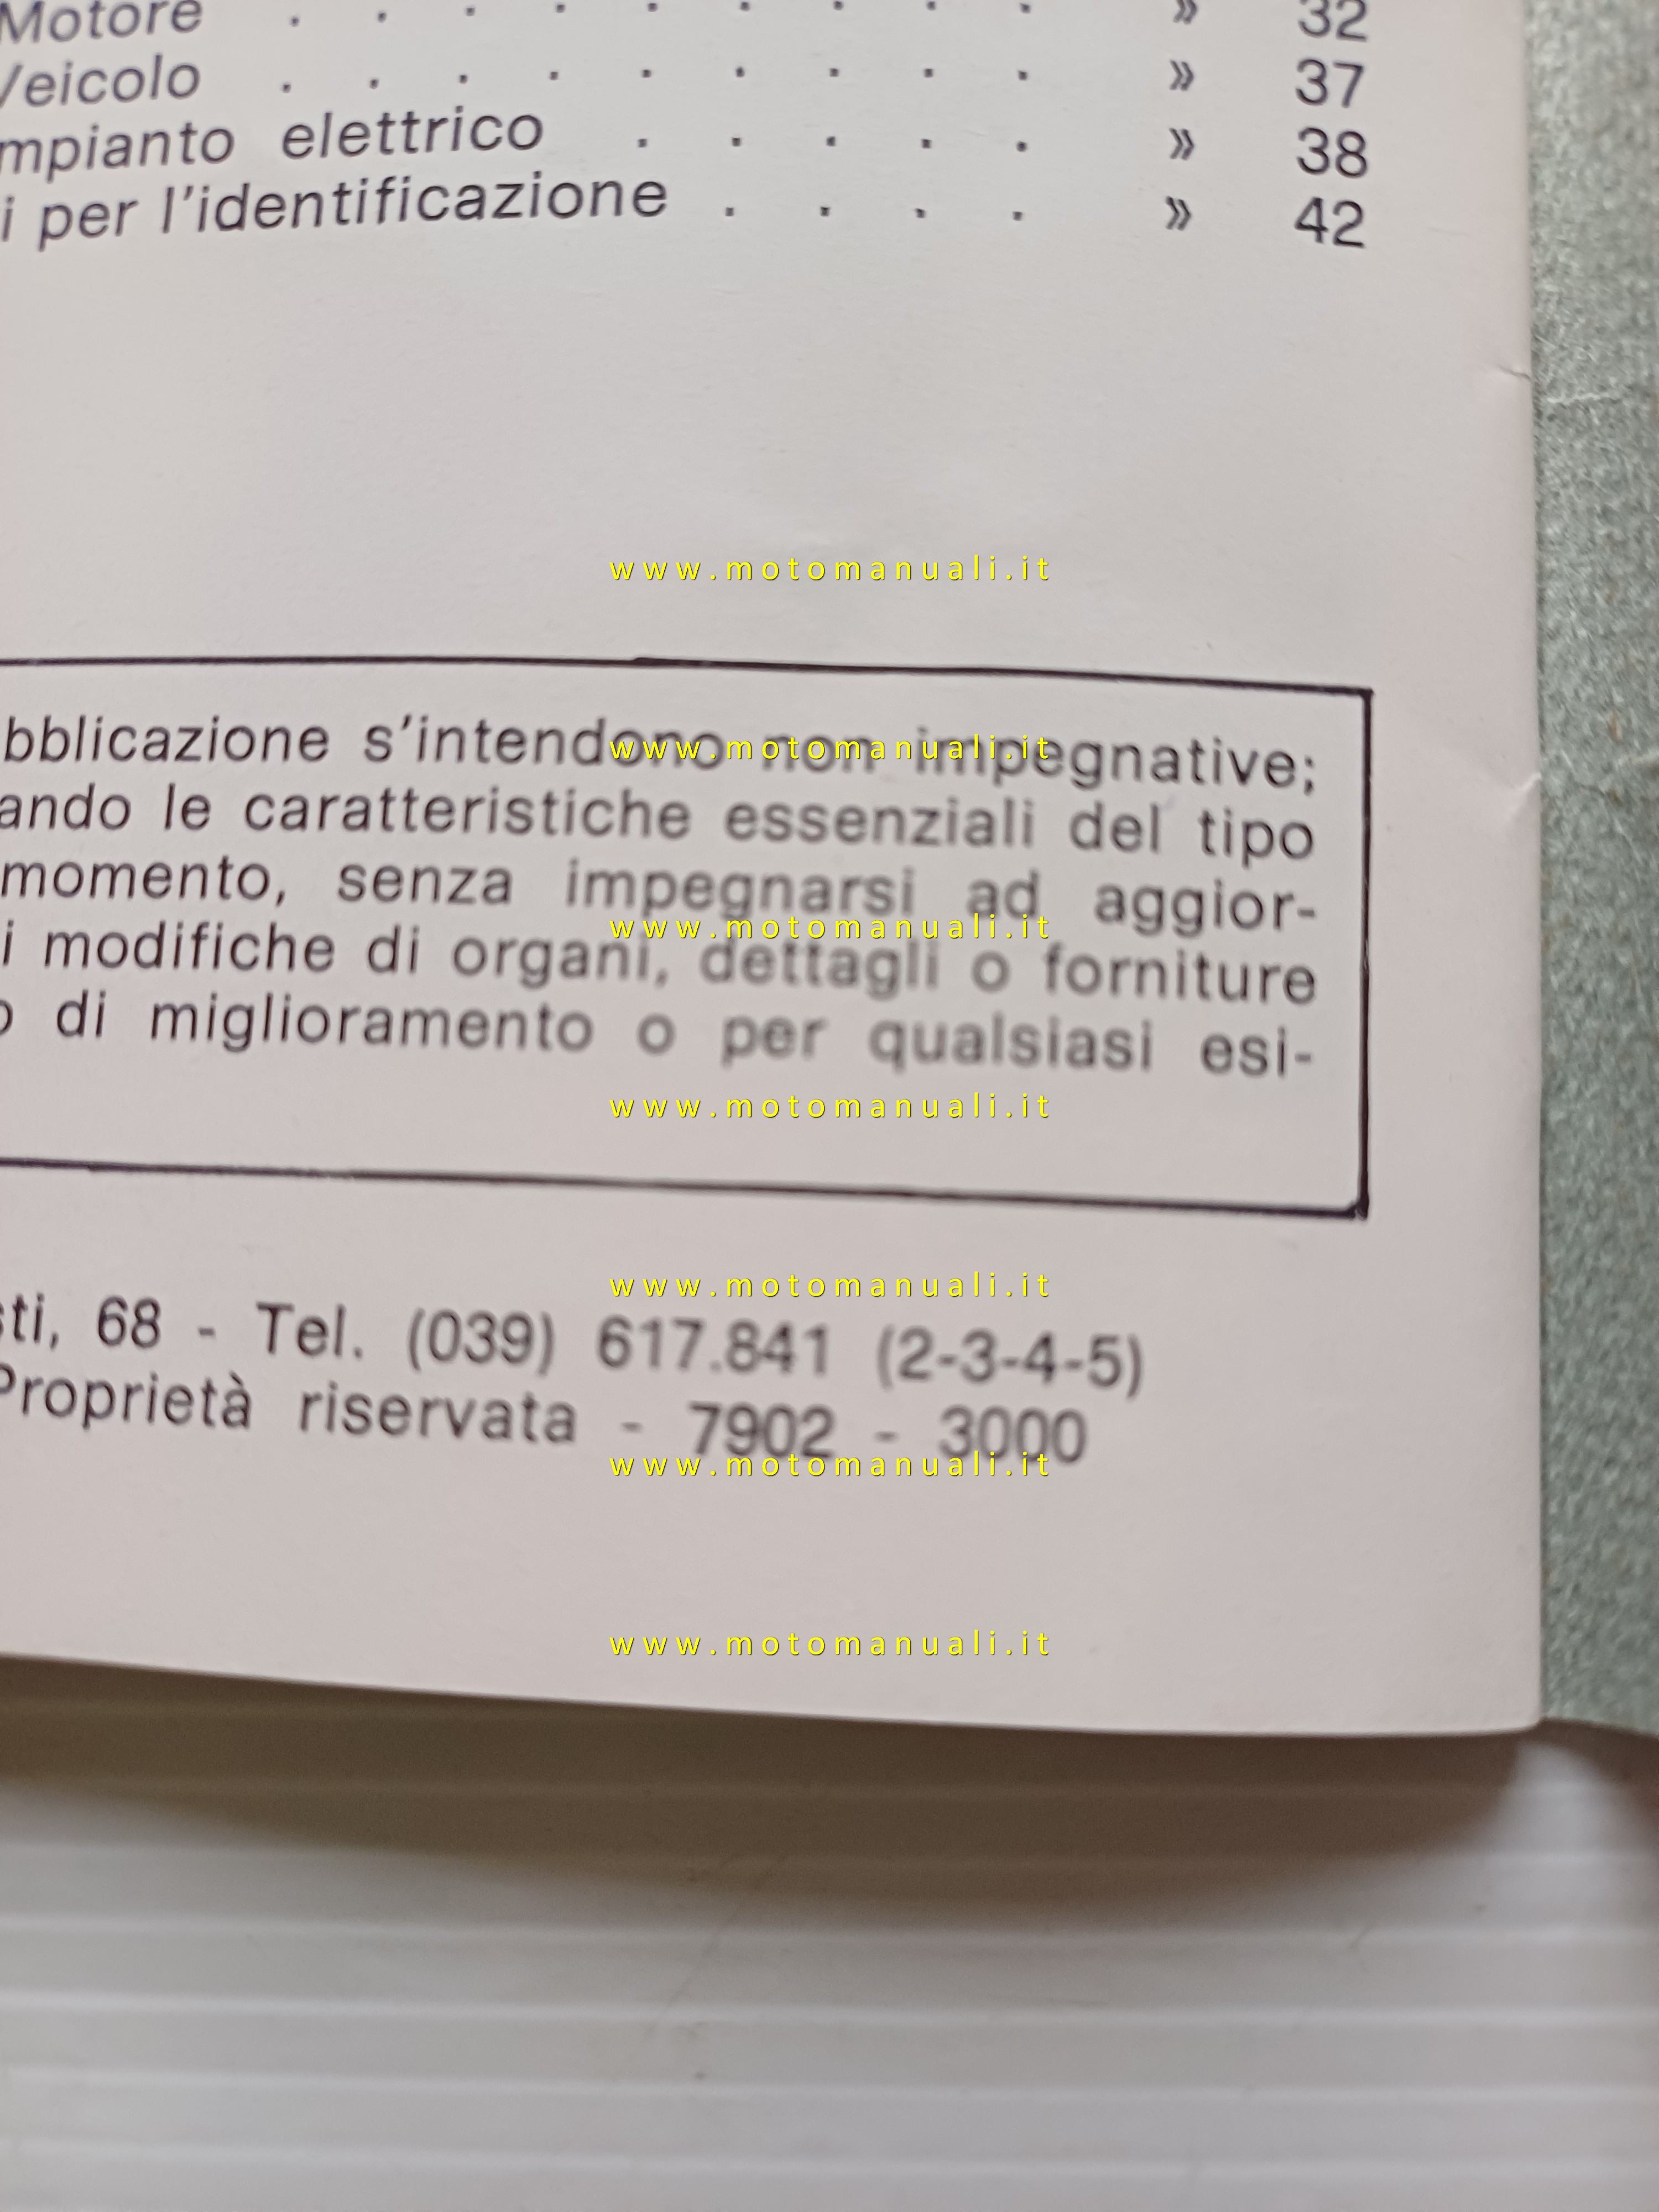 Motore . . . . . . . . . » 32
Veicolo . . . . . . . . . » 37
mpianto elettrico . . . . . » 38
i per l'identificazione . . . . » 42
www.motomanuali.it
bblicazione s'intendono non impegnative;
www.motomanuali.it
ando le caratteristiche essenziali del tipo
momento, senza impegnarsi ad aggior-
www.motomanuali.it
i modifiche di organi, dettagli o forniture
o di miglioramento o per qualsiasi esi-
www.motomanuali.it
www.motomanuali.it
sti, 68 - Tel. (039) 617.841 (2-3-4-5)
Proprietà riservata - 7902 - 3000
www.motomanuali.it
www.motomanuali.it